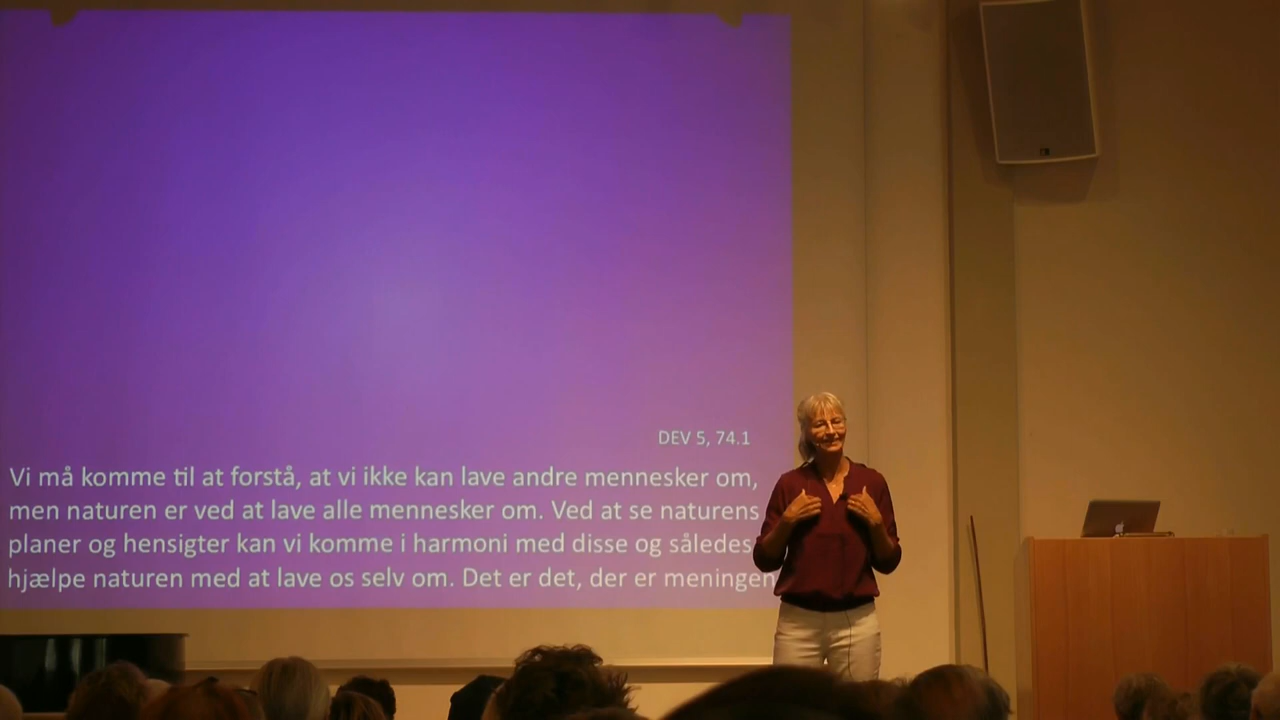 DEV 5, 74.1
Vi må komme til at forstå, at vi ikke kan lave andre mennesker om,
men naturen er ved at lave alle mennesker om. Ved at se naturens
planer og hensigter kan vi komme i harmoni med disse og således
hjælpe naturen med at lave os selv om. Det er det, der er meningen